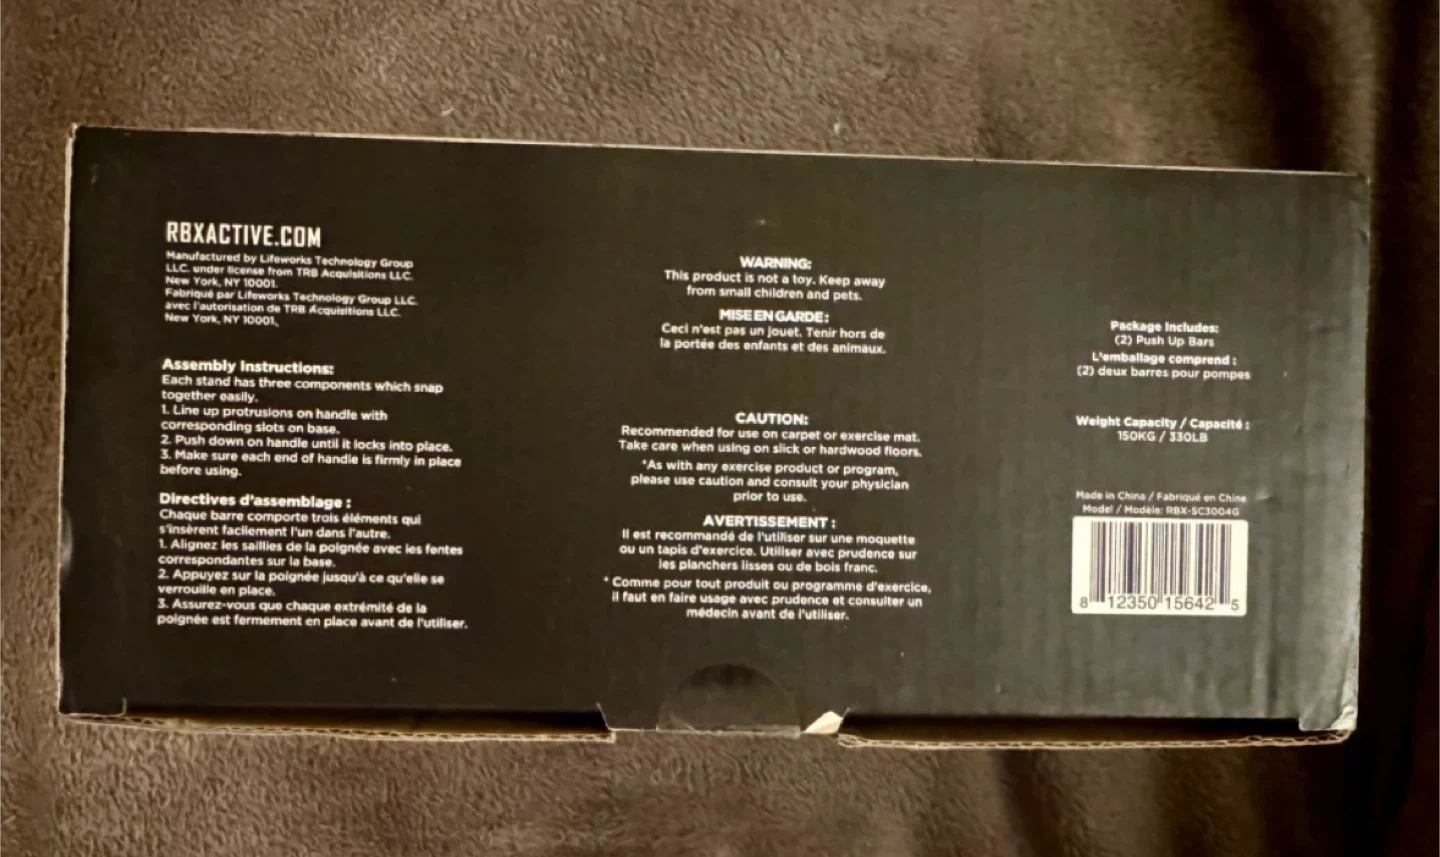 RBXACTIVE.COM
Manufactured by Lifeworks Technology Group
LLC. under license from TRB Acquisitions LLC.
New York, NY 10001.
Fabriqué par Lifeworks Technology Group LLC.
avec l'autorisation de TRB Acquisitions LLC.
New York, NY 10001.
Assembly Instructions:
Each stand has three components which snap
together easily.
1. Line up protrusions on handle with
corresponding slots on base.
2. Push down on handle until it locks into place.
3. Make sure each end of handle is firmly in place
before using.
Directives d'assemblage :
Chaque barre comporte trois éléments qui
s'insèrent facilement l'un dans l'autre.
1. Alignez les saillies de la poignée avec les fentes
correspondantes sur la base.
2. Appuyez sur la poignée jusqu'à ce qu'elle se
verrouille en place.
3. Assurez-vous que chaque extrémité de la
poignée est fermement en place avant de l'utiliser.
WARNING:
This product is not a toy. Keep away
from small children and pets.
MISE EN GARDE :
Ceci n'est pas un jouet. Tenir hors de
la portée des enfants et des animaux.
CAUTION:
Recommended for use on carpet or exercise mat.
Take care when using on slick or hardwood floors.
*As with any exercise product or program,
please use caution and consult your physician
prior to use.
AVERTISSEMENT :
Il est recommandé de l'utiliser sur une moquette
ou un tapis d'exercice. Utiliser avec prudence sur
les planchers lisses ou de bois franc.
* Comme pour tout produit ou programme d'exercice,
il faut en faire usage avec prudence et consulter un
médecin avant de l'utiliser.
Package Includes:
(2) Push Up Bars
L'emballage comprend :
(2) deux barres pour pompes
Weight Capacity / Capacité :
150KG / 330LB
Made in China / Fabriqué en Chine
Model / Modèle: RBX-SC3004G
8 12350 15642 5